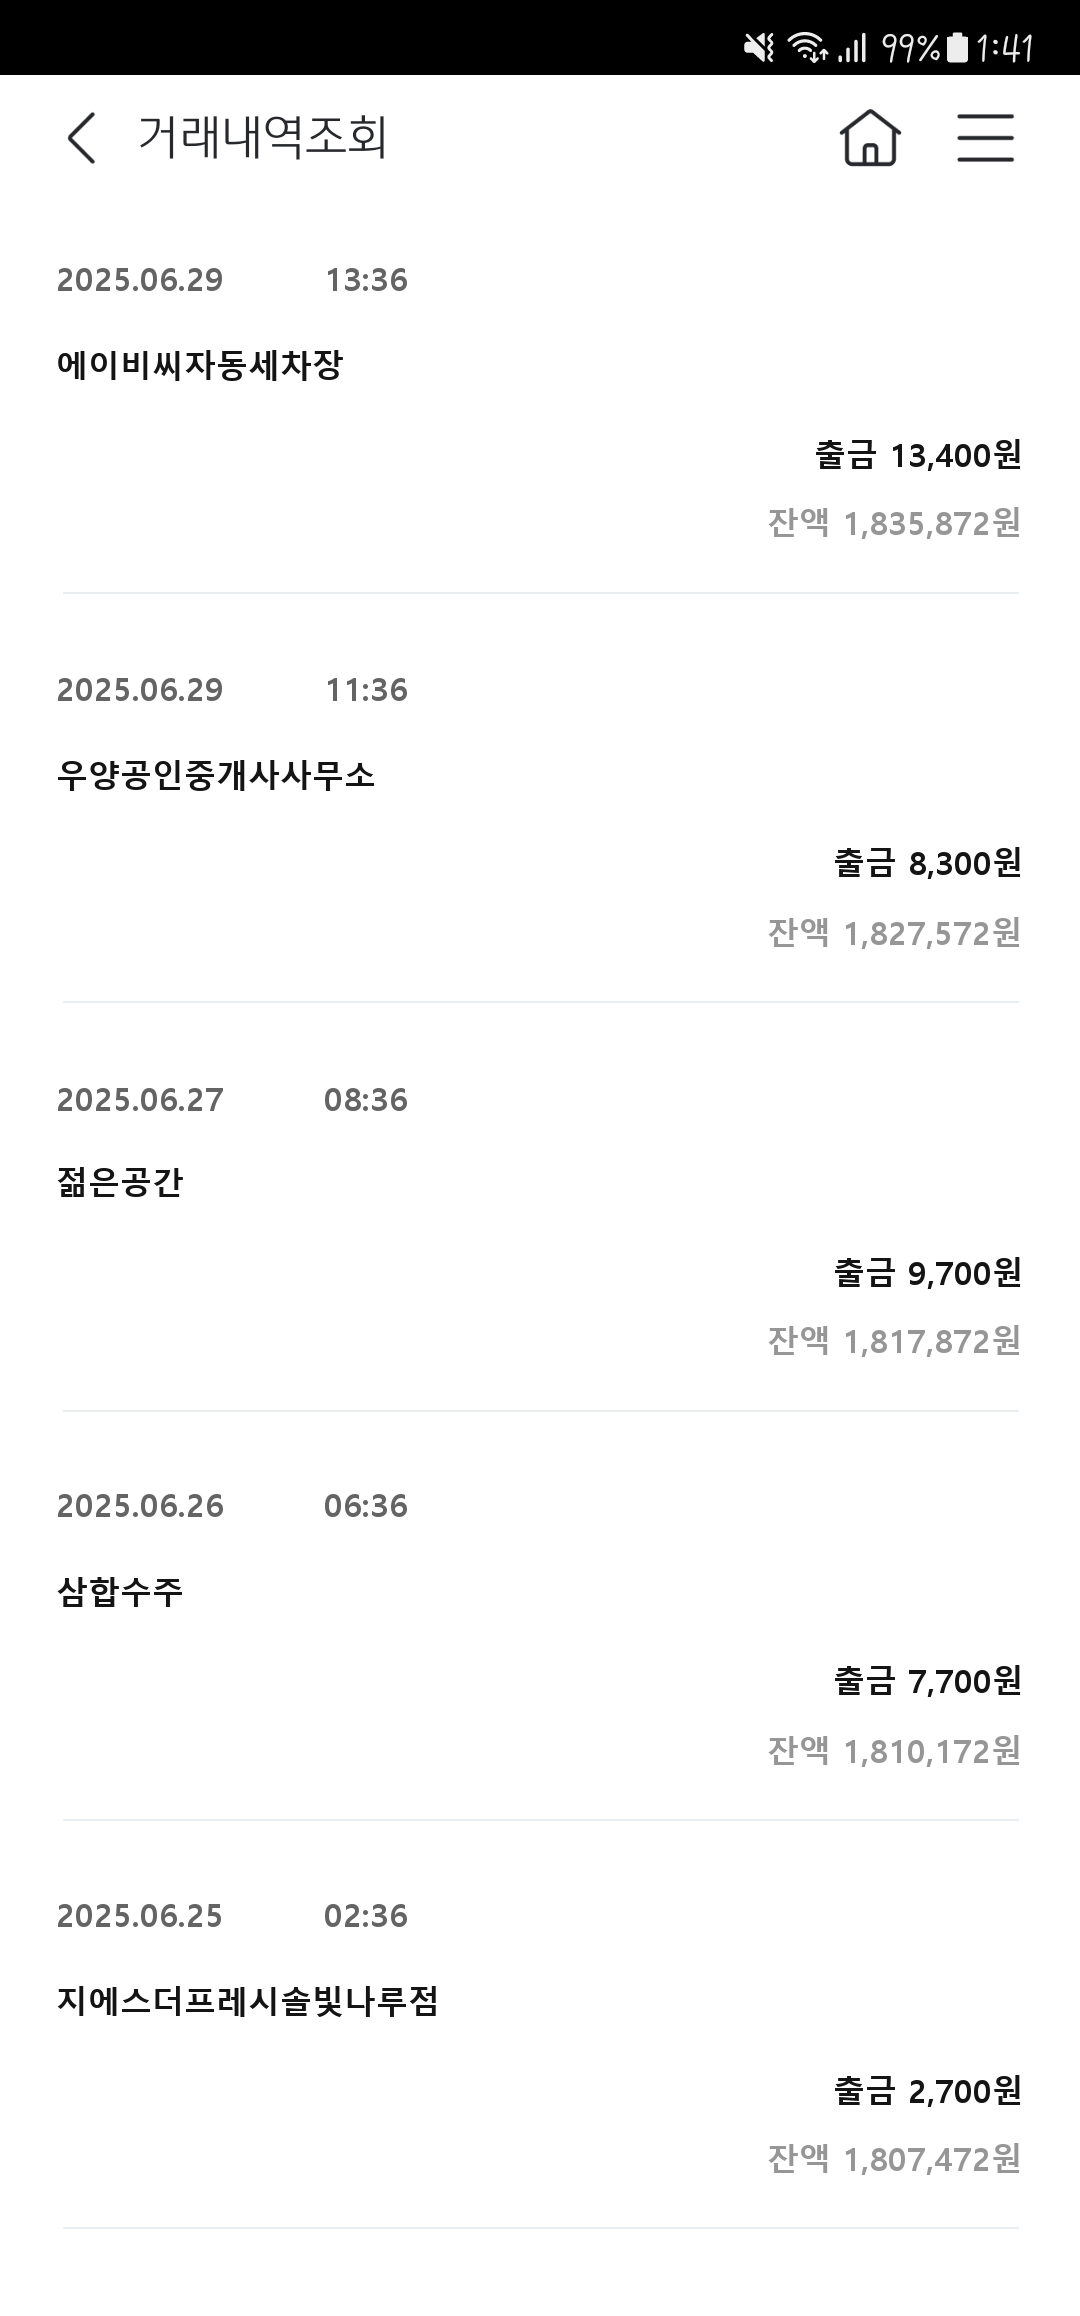 99% 1:41
거래내역조회
2025.06.29 13:36
에이비씨자동세차장
출금 13,400원
잔액 1,835,872원
2025.06.29 11:36
우양공인중개사사무소
출금 8,300원
잔액 1,827,572원
2025.06.27 08:36
젊은공간
출금 9,700원
잔액 1,817,872원
2025.06.26 06:36
삼합수주
출금 7,700원
잔액 1,810,172원
2025.06.25 02:36
지에스더프레시솔빛나루점
출금 2,700원
잔액 1,807,472원